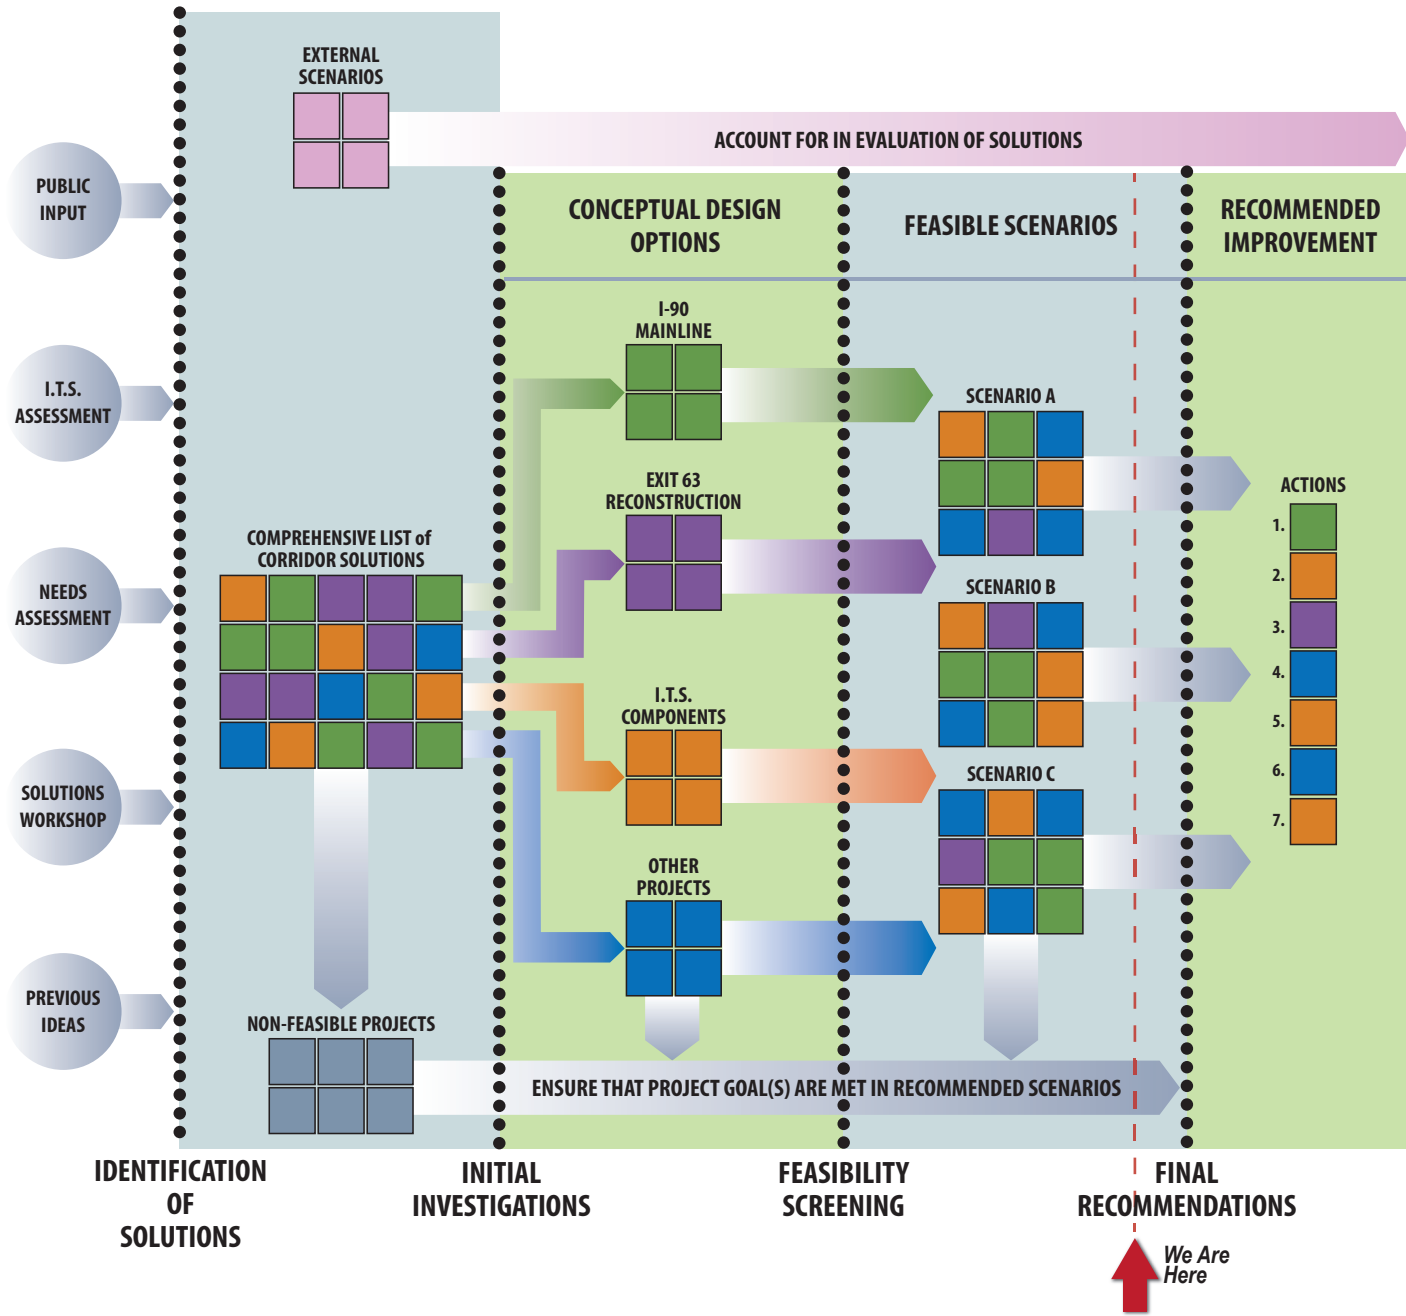 EXTERNAL
SCENARIOS
ACCOUNT FOR IN EVALUATION OF SOLUTIONS
PUBLIC
INPUT
I.T.S.
ASSESSMENT
NEEDS
ASSESSMENT
SOLUTIONS
WORKSHOP
PREVIOUS
IDEAS
COMPREHENSIVE LIST of
CORRIDOR SOLUTIONS
NON-FEASIBLE PROJECTS
CONCEPTUAL DESIGN
OPTIONS
I-90
MAINLINE
EXIT 63
RECONSTRUCTION
I.T.S.
COMPONENTS
OTHER
PROJECTS
FEASIBLE SCENARIOS
SCENARIO A
SCENARIO B
SCENARIO C
RECOMMENDED
IMPROVEMENT
ACTIONS
1.
2.
3.
4.
5.
6.
7.
ENSURE THAT PROJECT GOAL(S) ARE MET IN RECOMMENDED SCENARIOS
IDENTIFICATION
OF
SOLUTIONS
INITIAL
INVESTIGATIONS
FEASIBILITY
SCREENING
FINAL
RECOMMENDATIONS
We Are
Here